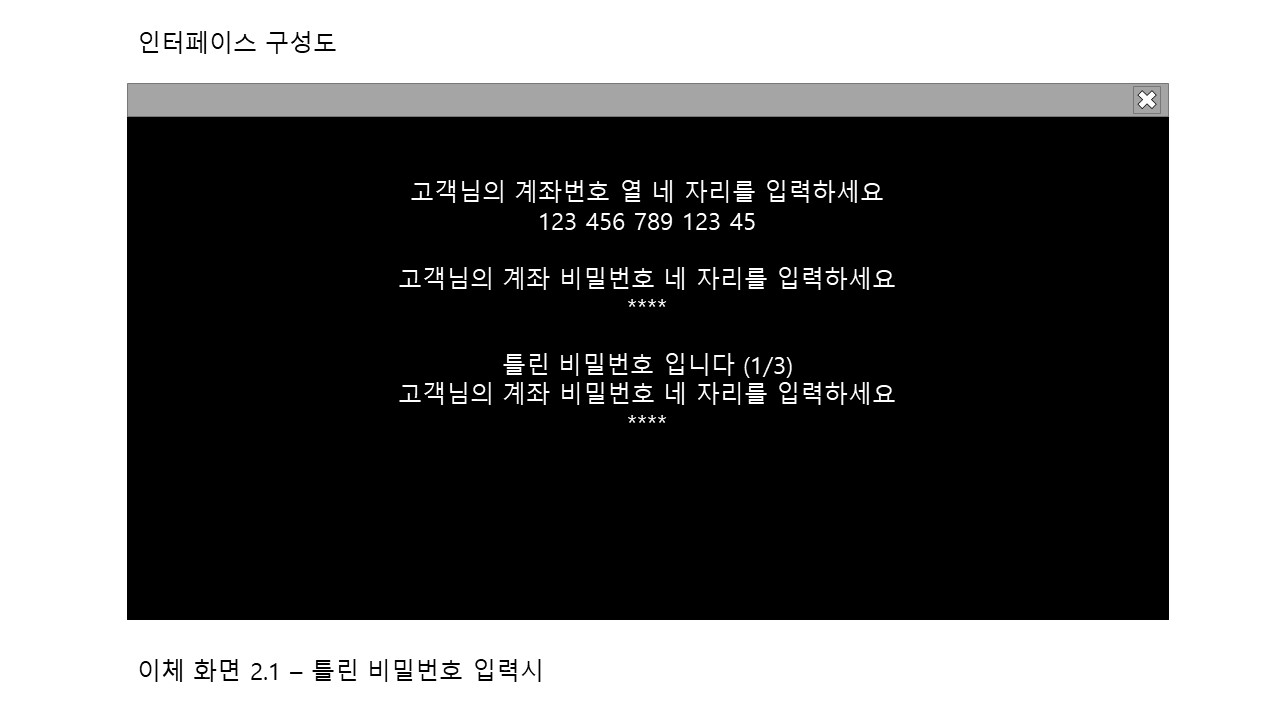 인터페이스 구성도
고객님의 계좌번호 열 네 자리를 입력하세요
123 456 789 123 45
고객님의 계좌 비밀번호 네 자리를 입력하세요
****
틀린 비밀번호 입니다 (1/3)
고객님의 계좌 비밀번호 네 자리를 입력하세요
****
이체 화면 2.1 – 틀린 비밀번호 입력시